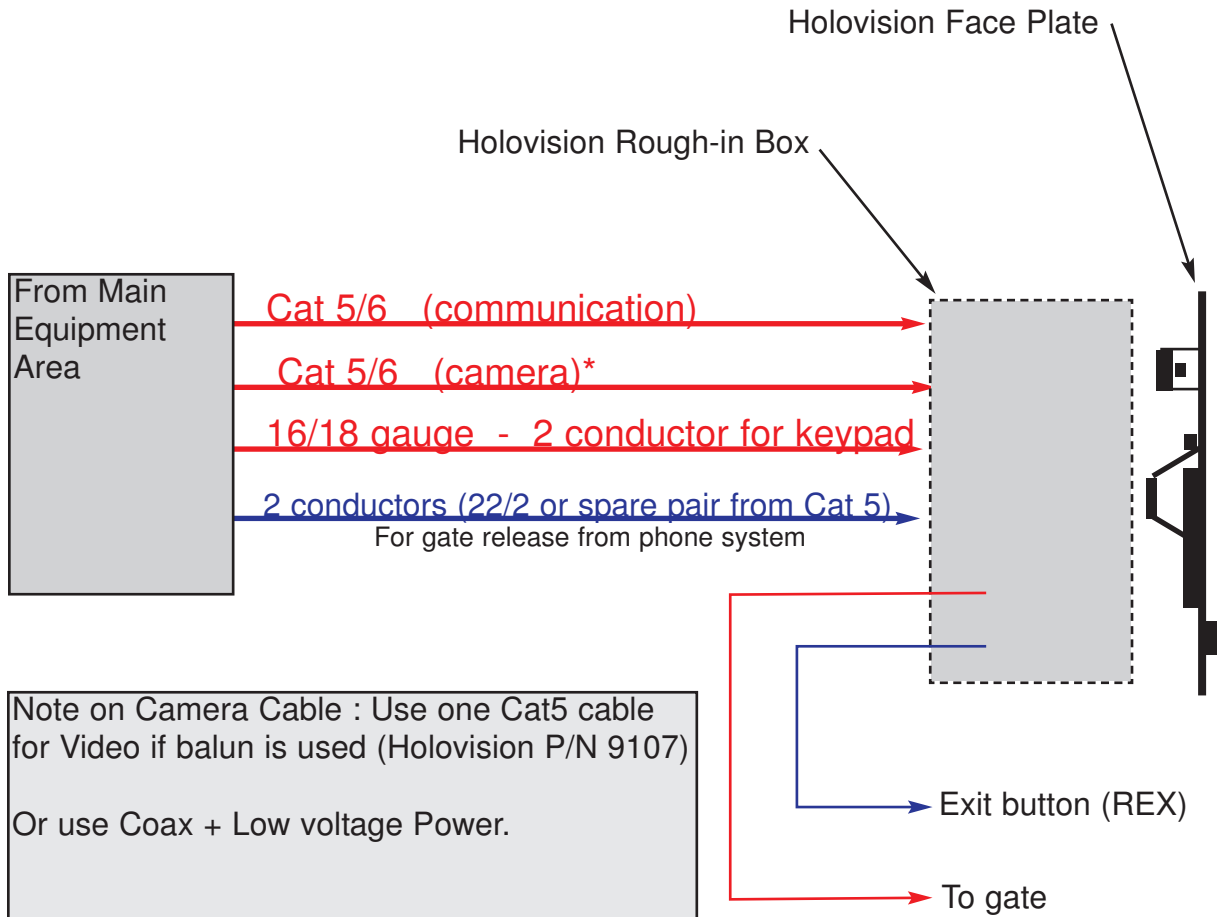 Holovision Face Plate
Holovision Rough-in Box
From Main
Equipment
Area
Cat 5/6 (communication)
Cat 5/6 (camera)*
16/18 gauge - 2 conductor for keypad
2 conductors (22/2 or spare pair from Cat 5)
For gate release from phone system
Note on Camera Cable : Use one Cat5 cable
for Video if balun is used (Holovision P/N 9107)
Or use Coax + Low voltage Power.
Exit button (REX)
To gate